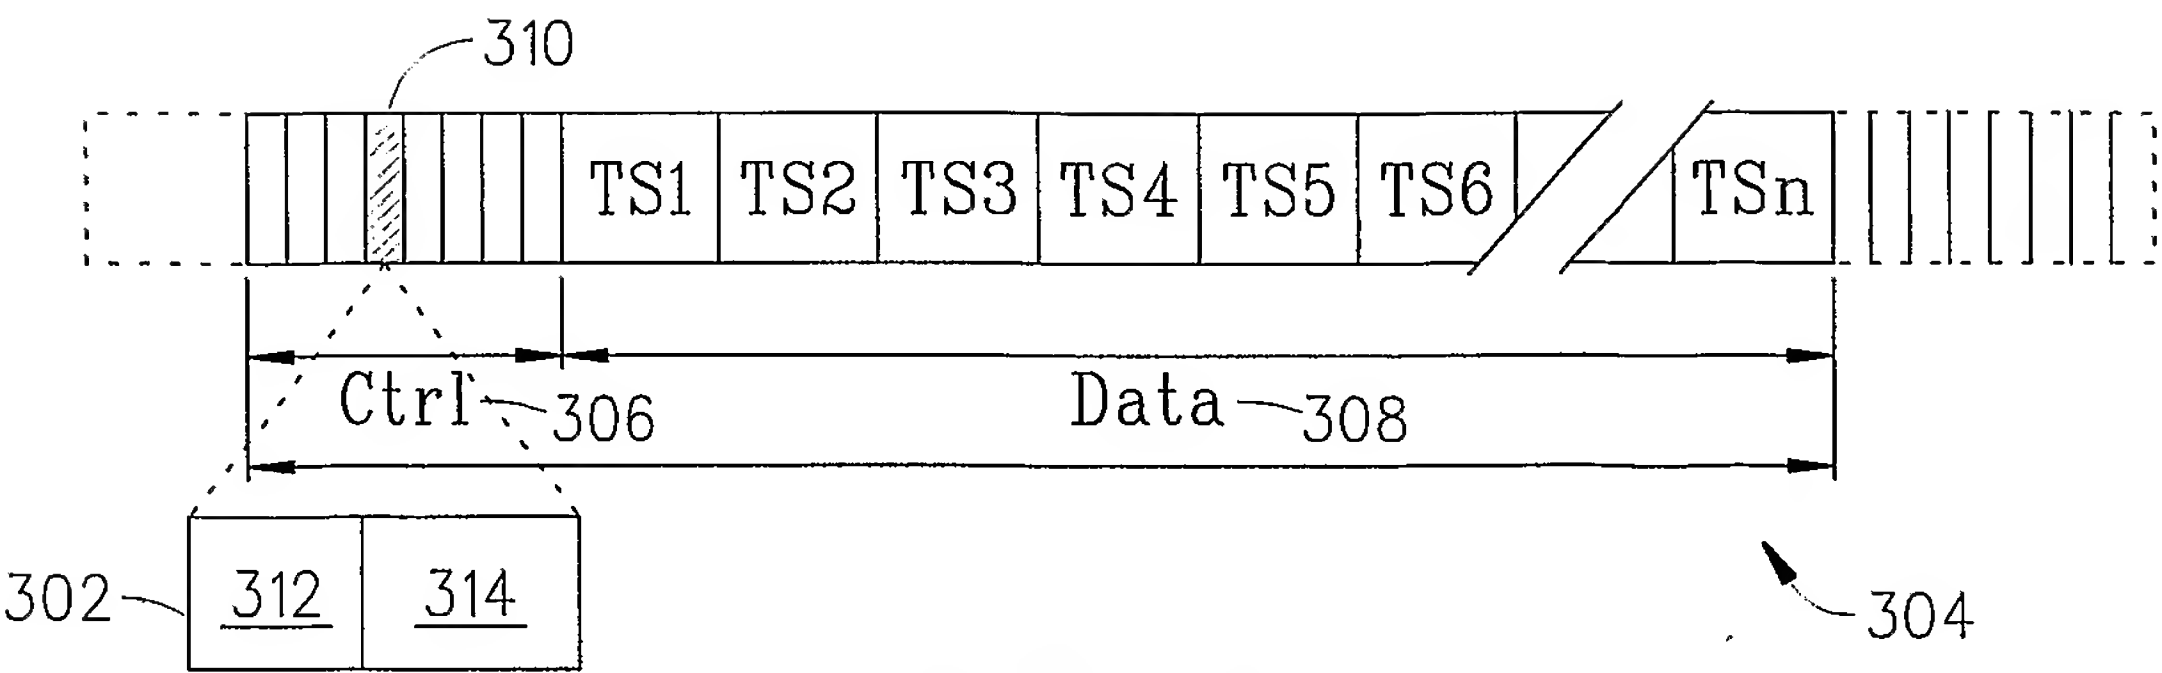 310
TS1 TS2 TS3 TS4 TS5 TS6 TSn
Ctrl 306 Data 308
302 312 314
304